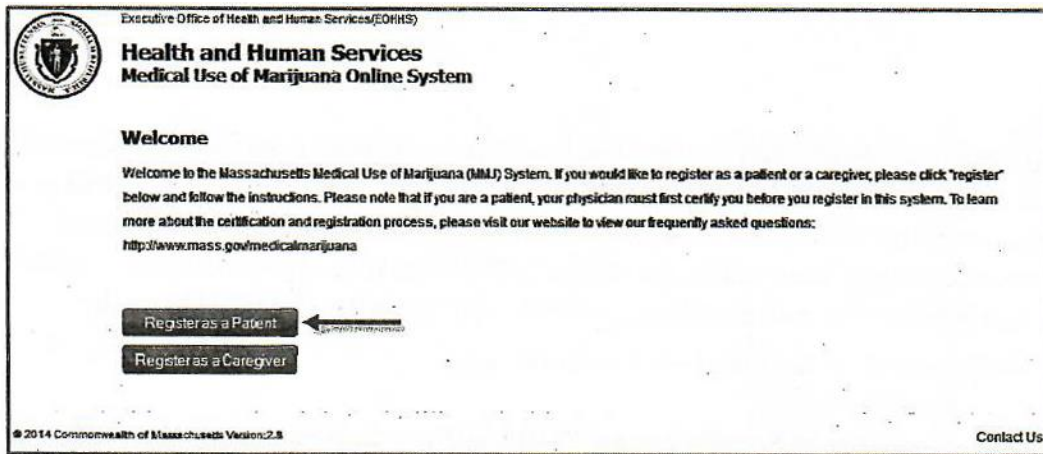 Executive Office of Health and Human Services(EOHHS)
Health and Human Services
Medical Use of Marijuana Online System
Welcome
Welcome to the Massachusetts Medical Use of Marijuana (MMJ) System. If you would like to register as a patient or a caregiver, please click "register"
below and follow the instructions. Please note that if you are a patient, your physician must first certify you before you register in this system. To learn
more about the certification and registration process, please visit our website to view our frequently asked questions:
http://www.mass.gov/medicalmarijuana
Register as a Patient
Register as a Caregiver
© 2014 Commonwealth of Massachusetts Version:2.8
Contact Us